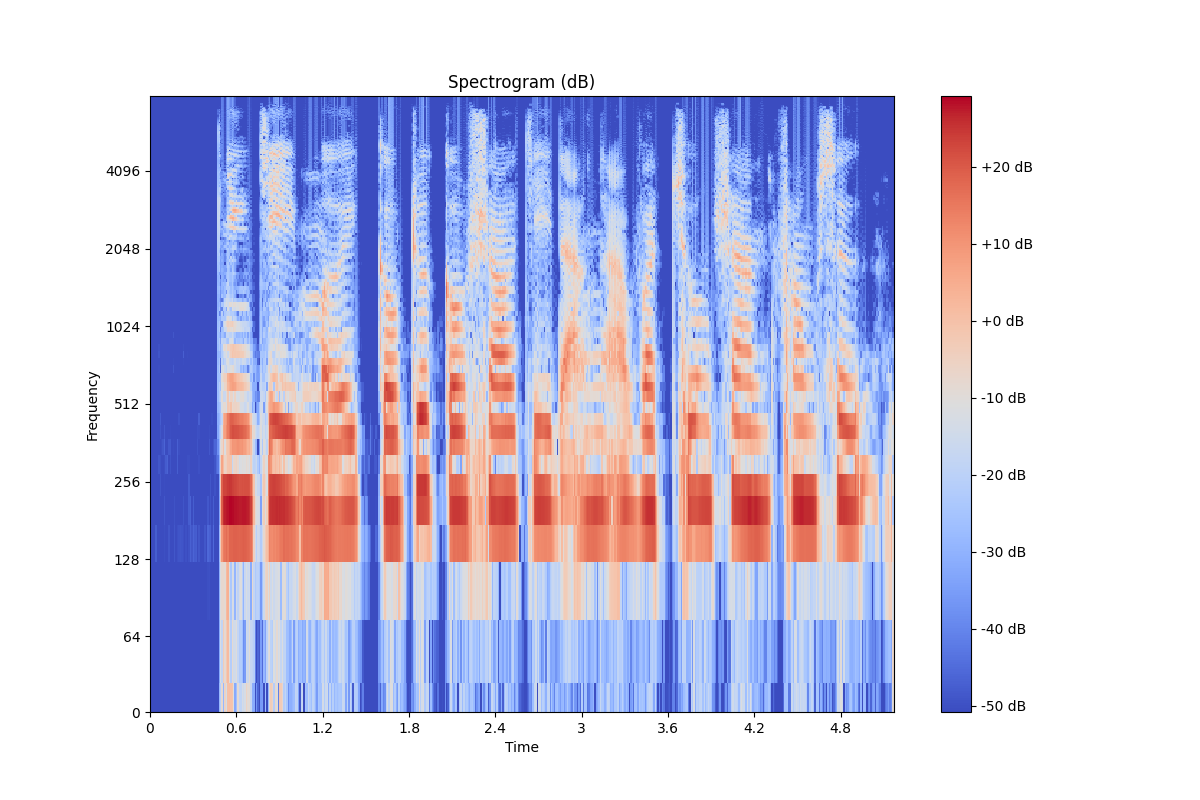 Spectrogram (dB)
Frequency
4096
2048
1024
512
256
128
64
0
0 0.6 1.2 1.8 2.4 3 3.6 4.2 4.8
Time
+20 dB
+10 dB
+0 dB
-10 dB
-20 dB
-30 dB
-40 dB
-50 dB